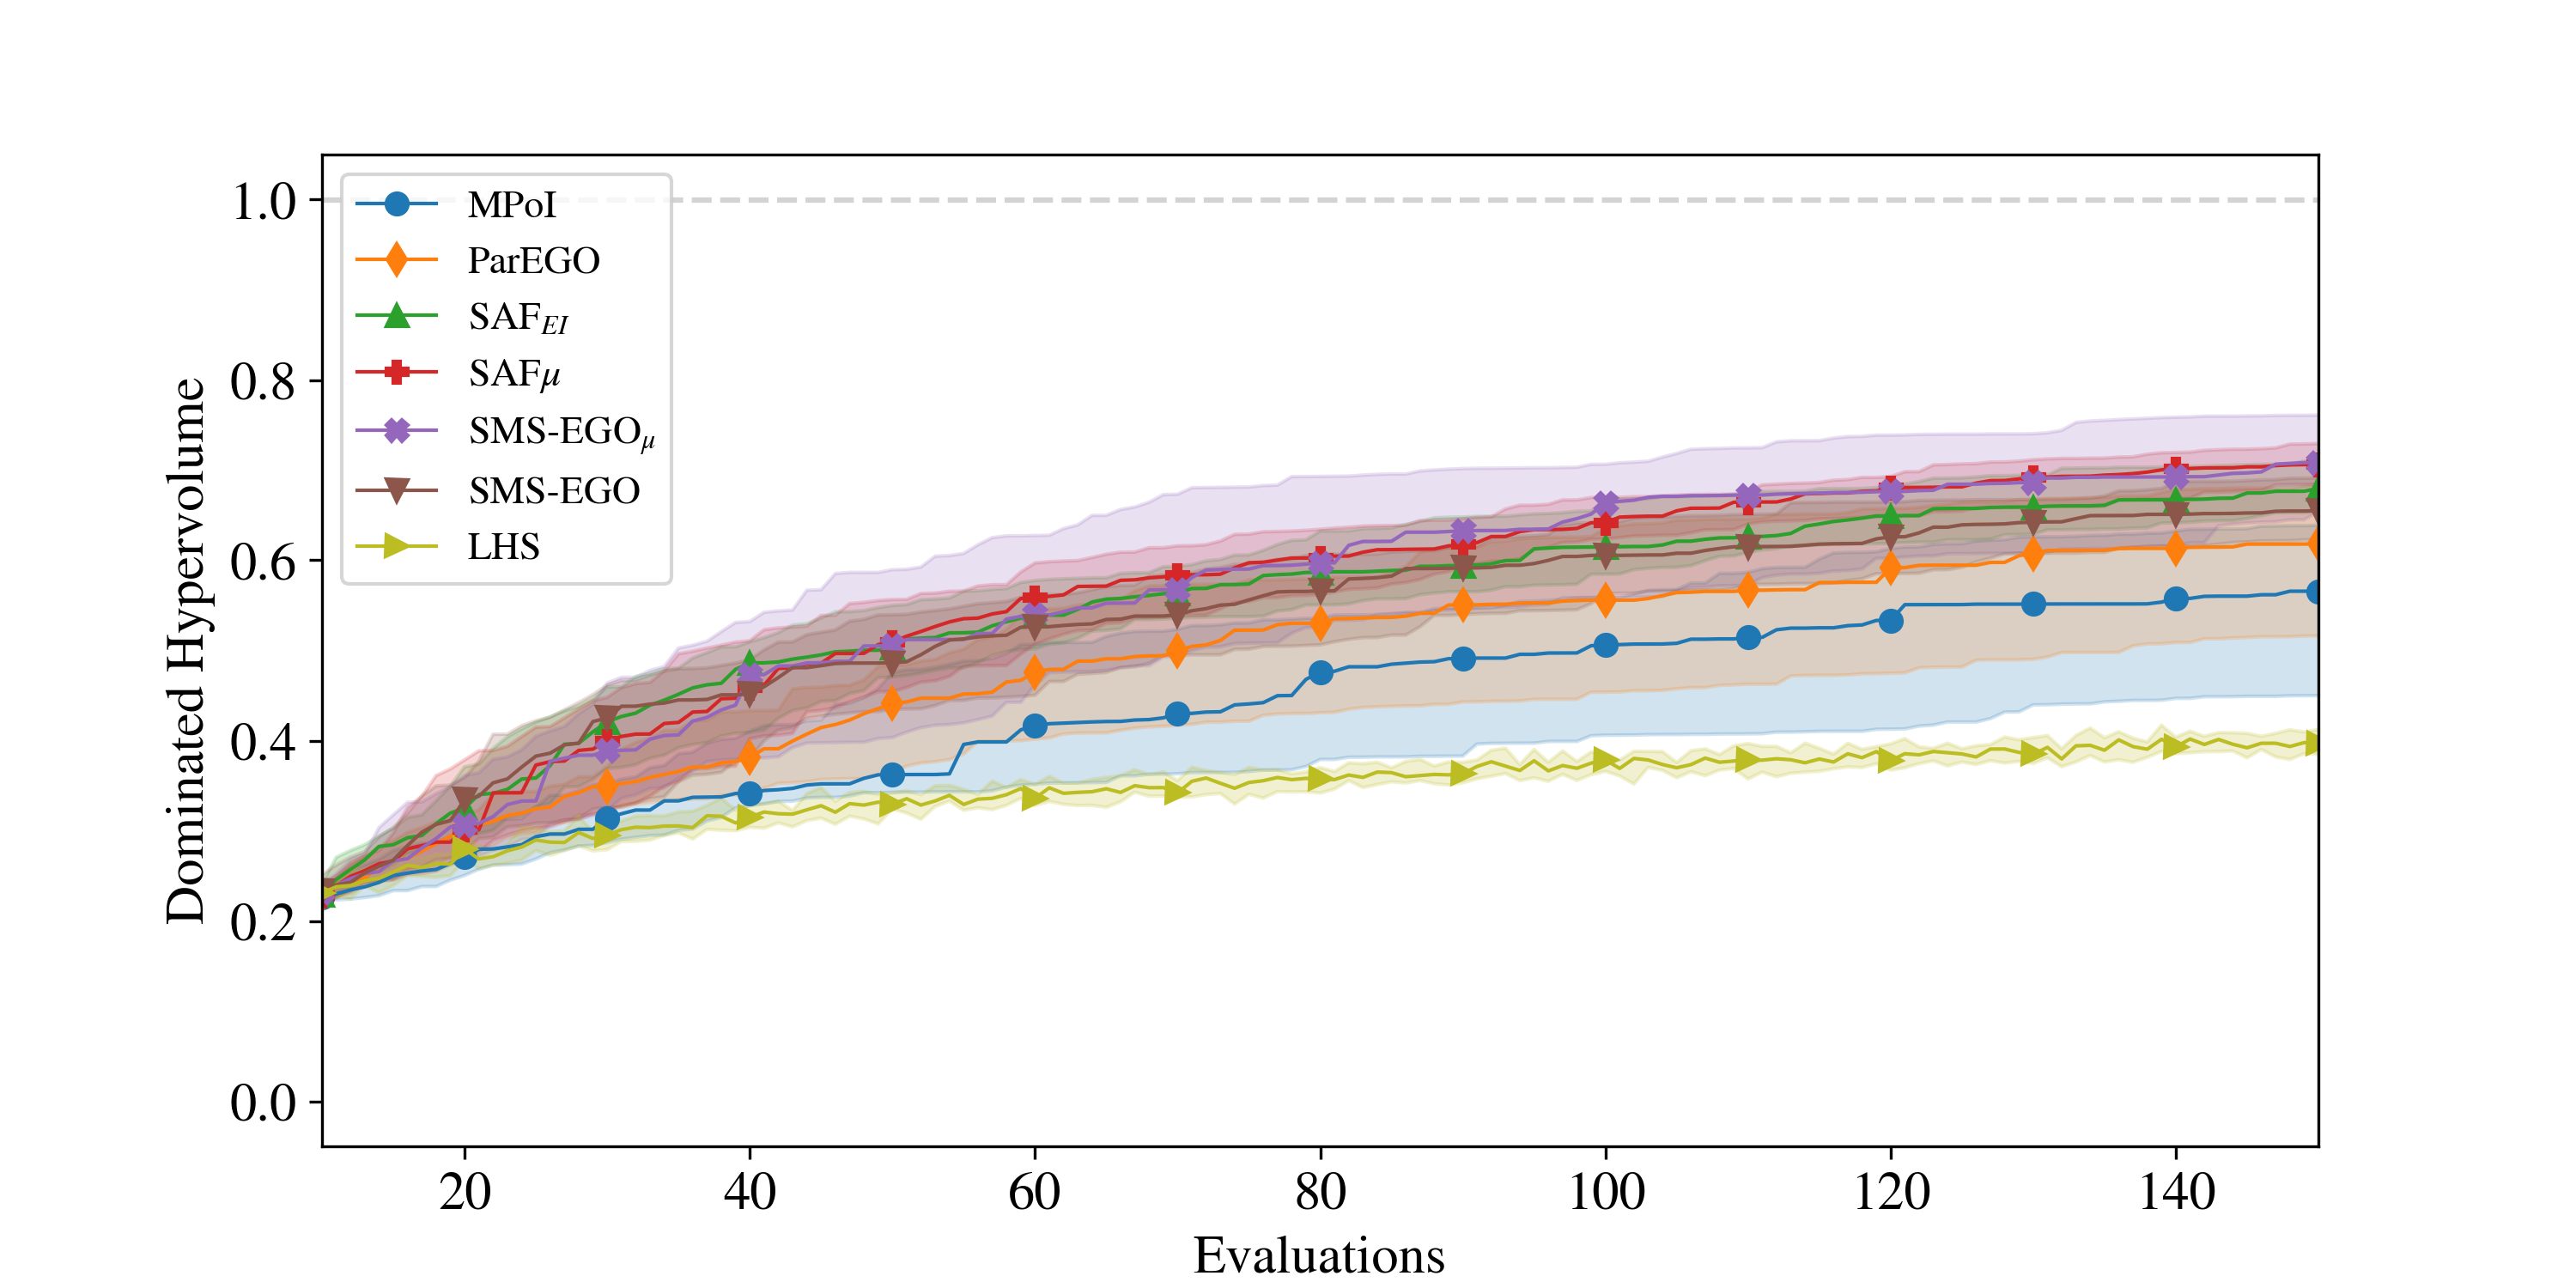 MPoI
ParEGO
SAF_EI
SAFμ
SMS-EGO_μ
SMS-EGO
LHS
Dominated Hypervolume
1.0
0.8
0.6
0.4
0.2
0.0
20 40 60 80 100 120 140
Evaluations